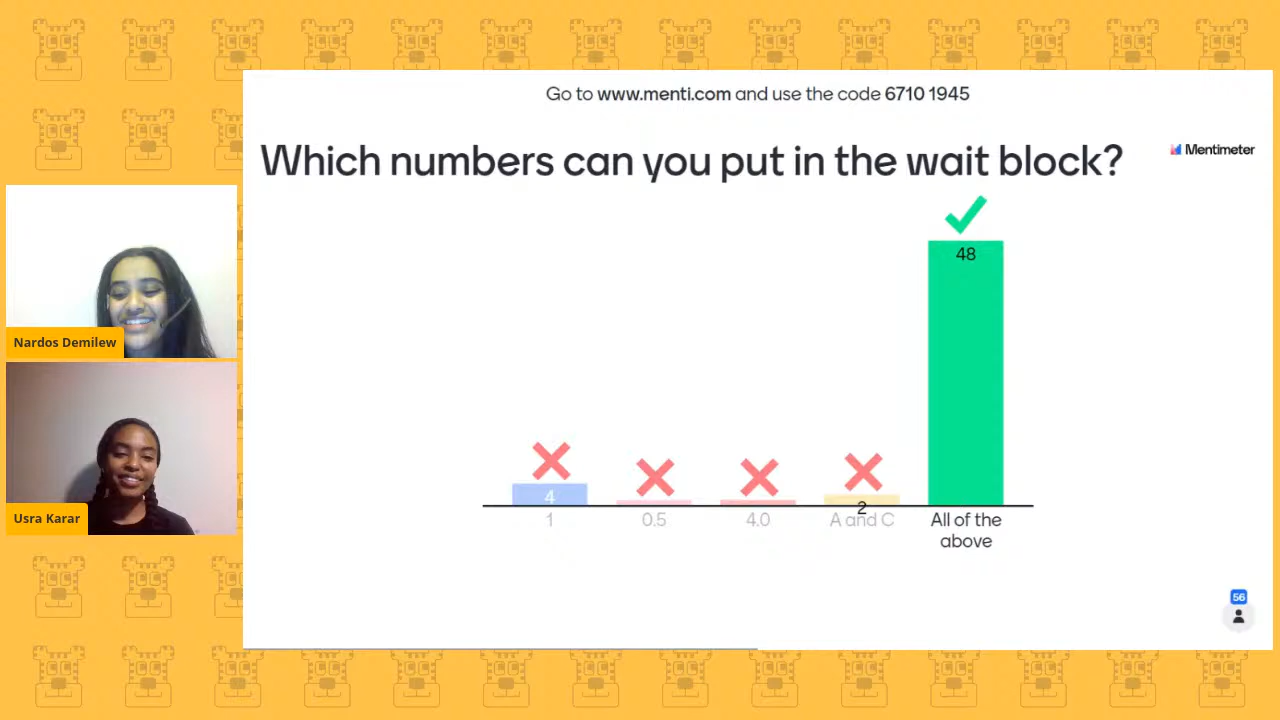 Go to www.menti.com and use the code 6710 1945
Which numbers can you put in the wait block?
Mentimeter
48
4
2
1
0.5
4.0
A and C
All of the
above
Nardos Demilew
Usra Karar
56